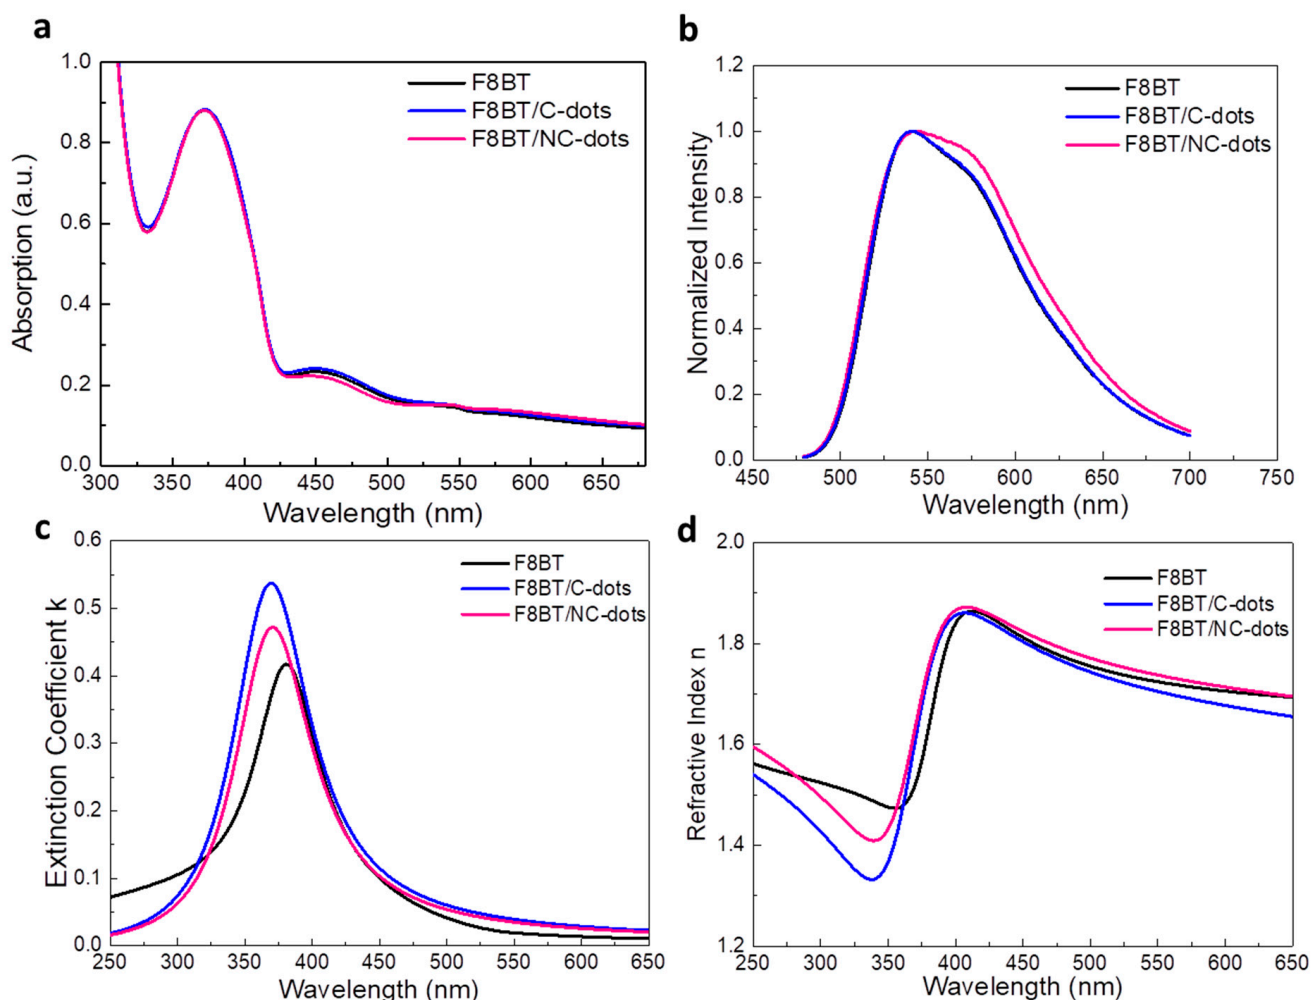 a
Absorption (a.u.)
1.0
0.8
0.6
0.4
0.2
0.0
F8BT
F8BT/C-dots
F8BT/NC-dots
300 350 400 450 500 550 600 650
Wavelength (nm)
b
Normalized Intensity
1.2
1.0
0.8
0.6
0.4
0.2
0.0
F8BT
F8BT/C-dots
F8BT/NC-dots
450 500 550 600 650 700 750
Wavelength (nm)
c
Extinction Coefficient k
0.6
0.5
0.4
0.3
0.2
0.1
0.0
F8BT
F8BT/C-dots
F8BT/NC-dots
250 300 350 400 450 500 550 600 650
Wavelength (nm)
d
Refractive Index n
2.0
1.8
1.6
1.4
1.2
F8BT
F8BT/C-dots
F8BT/NC-dots
250 300 350 400 450 500 550 600 650
Wavelength (nm)